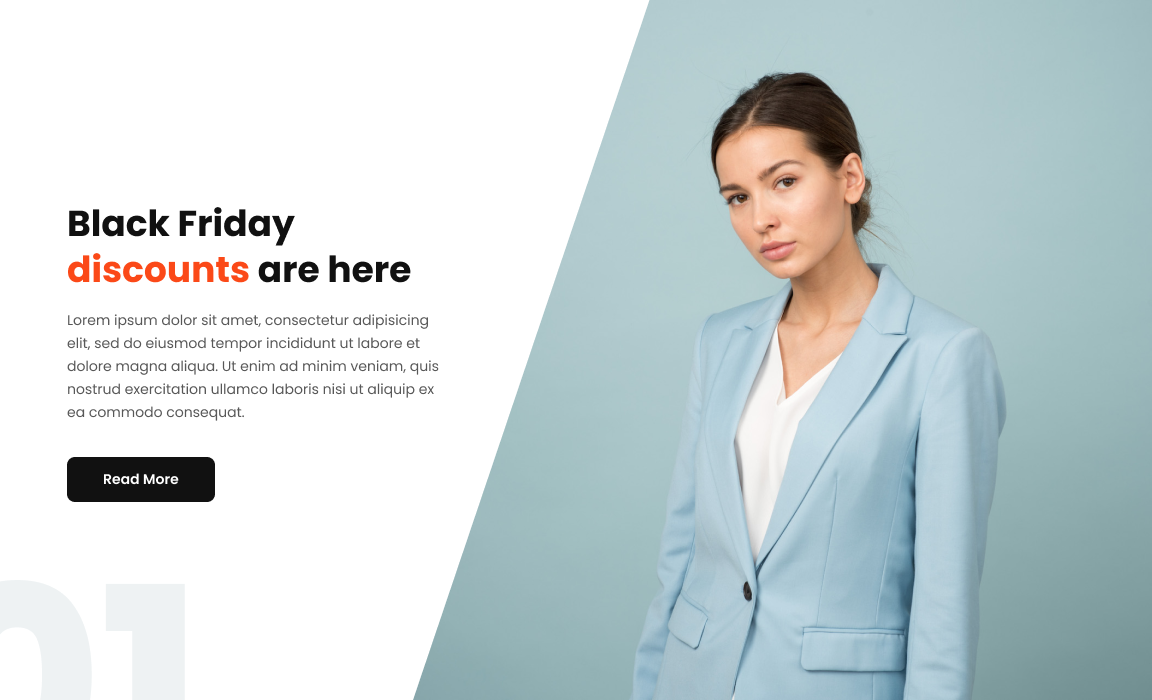 Black Friday
discounts are here
Lorem ipsum dolor sit amet, consectetur adipisicing
elit, sed do eiusmod tempor incididunt ut labore et
dolore magna aliqua. Ut enim ad minim veniam, quis
nostrud exercitation ullamco laboris nisi ut aliquip ex
ea commodo consequat.
Read More
01